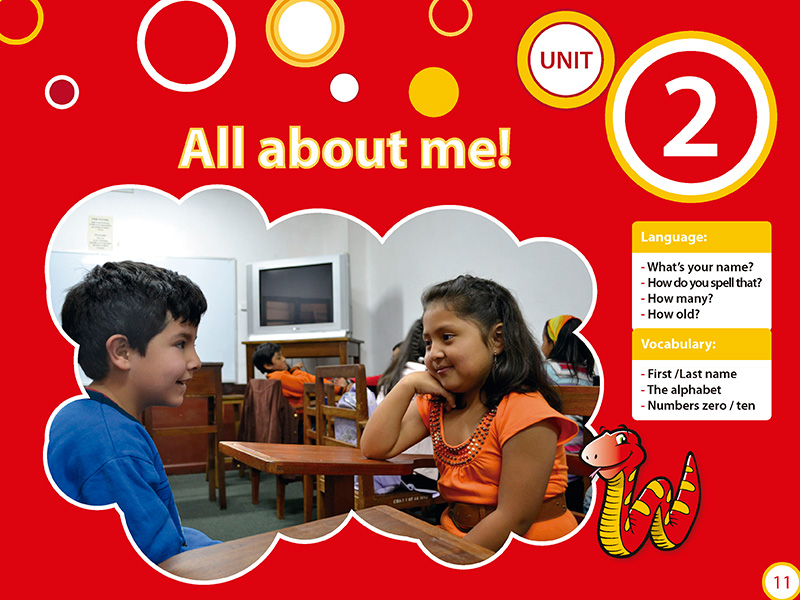 UNIT
2
All about me!
Language:
- What's your name?
- How do you spell that?
- How many?
- How old?
Vocabulary:
- First /Last name
- The alphabet
- Numbers zero / ten
11